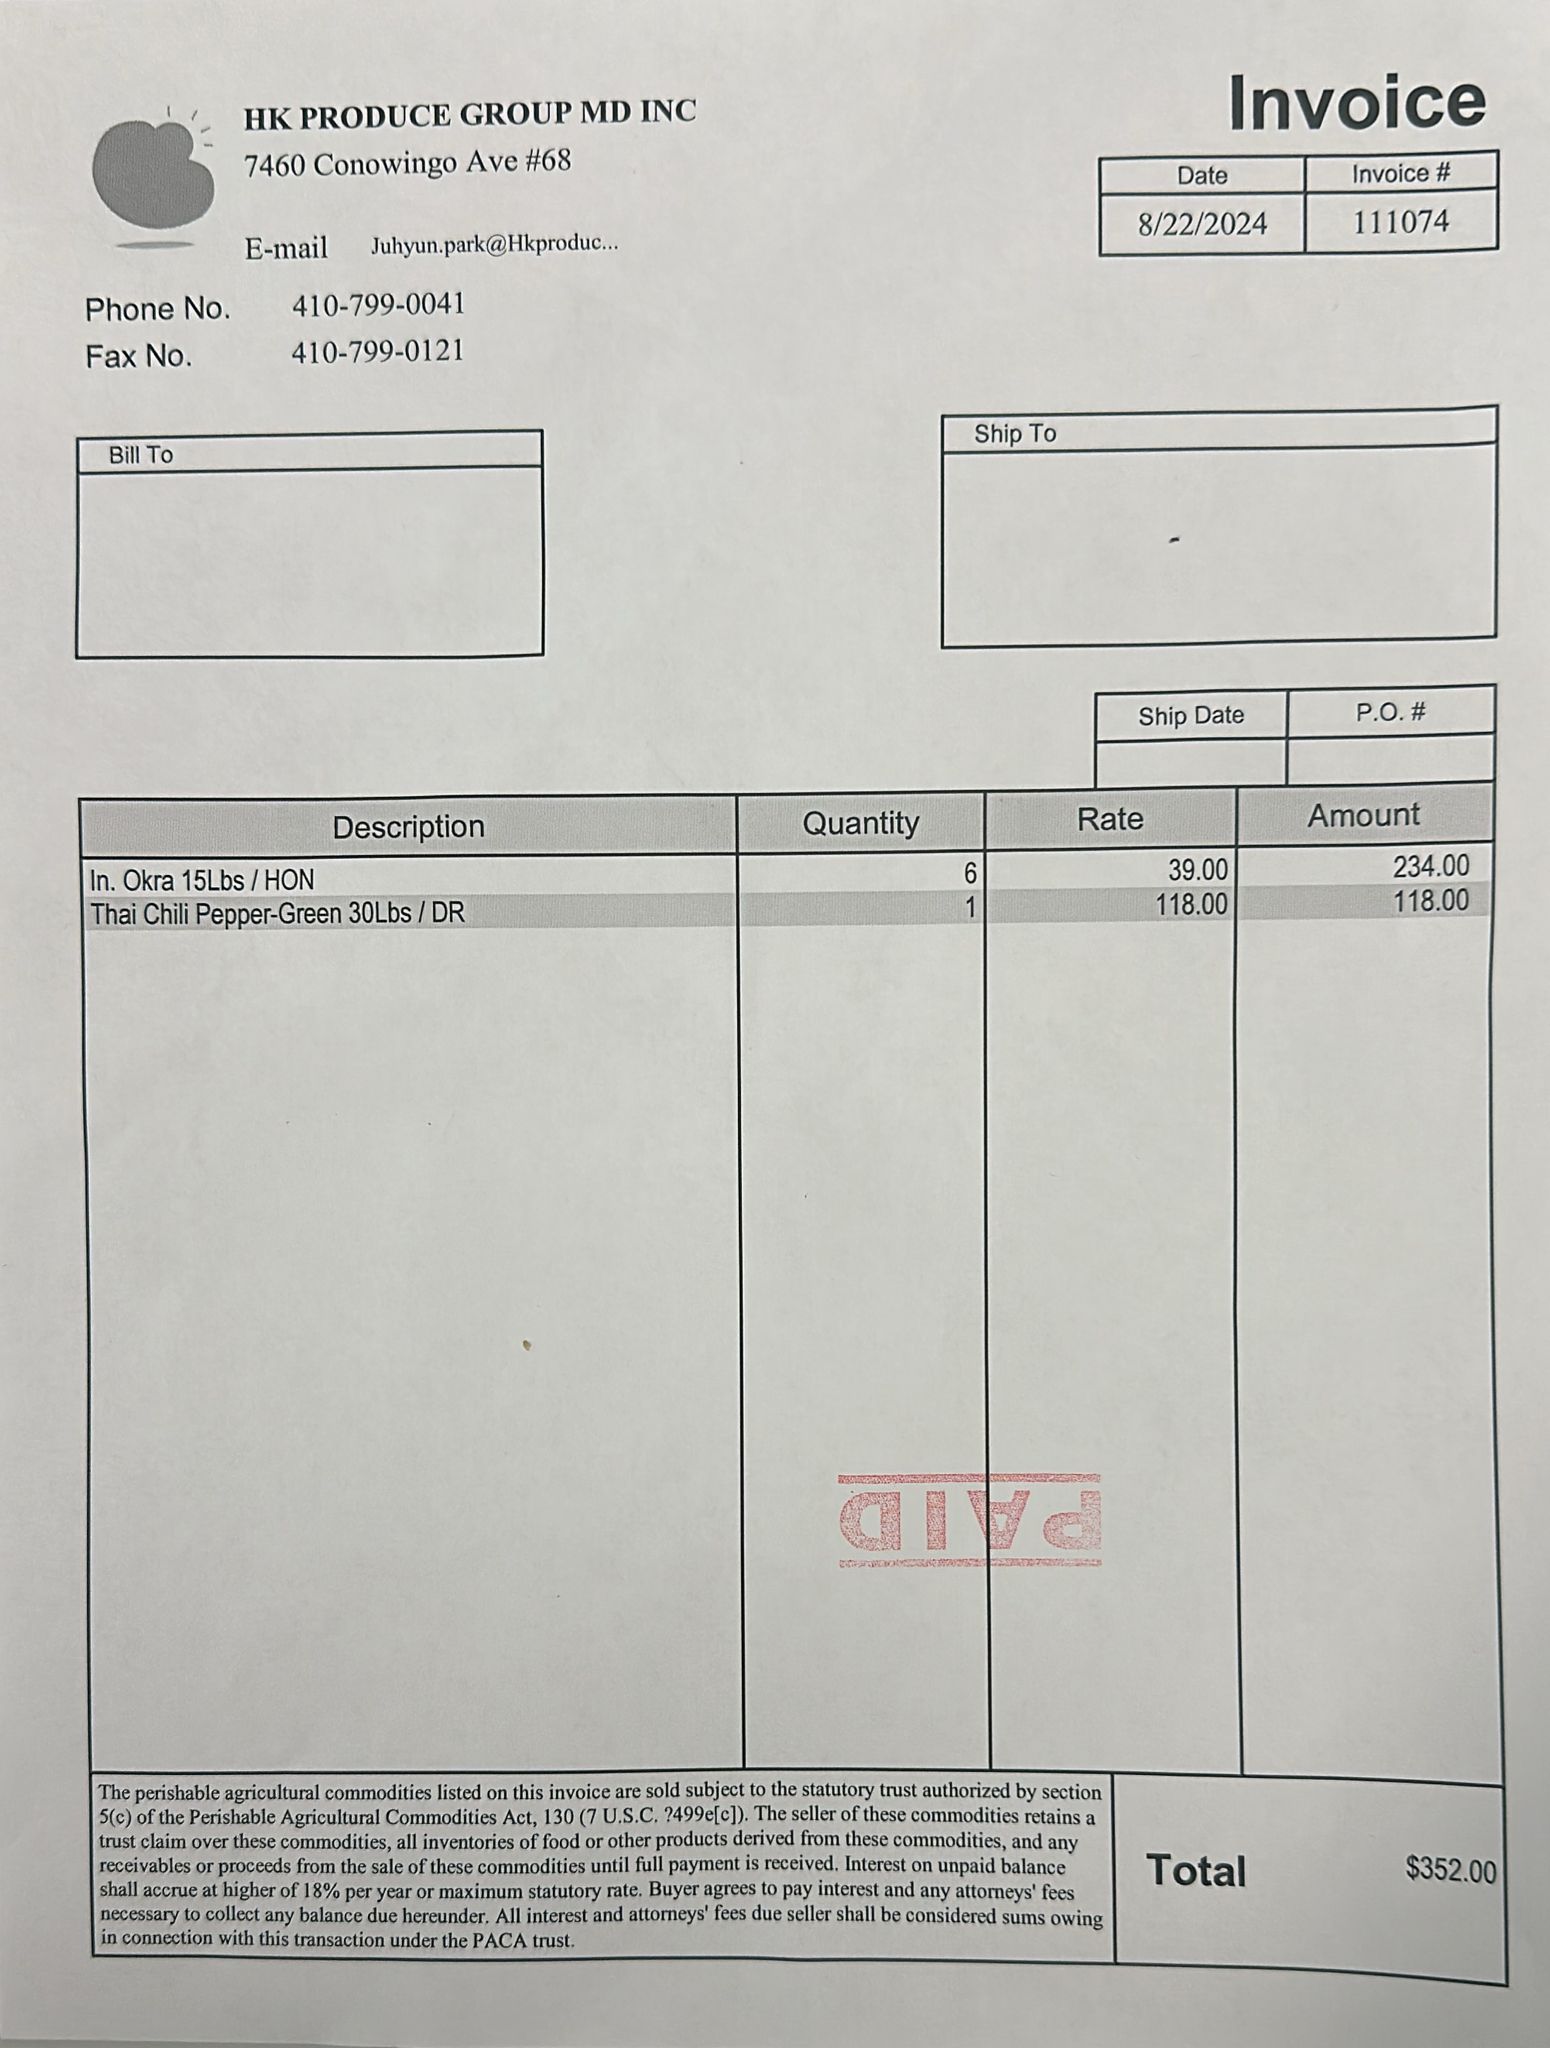 Invoice
HK PRODUCE GROUP MD INC
7460 Conowingo Ave #68
E-mail Juhyun.park@Hkproduc...
Phone No. 410-799-0041
Fax No. 410-799-0121
Date Invoice #
8/22/2024 111074
Bill To
Ship To
Ship Date P.O. #
Description Quantity Rate Amount
In. Okra 15Lbs / HON 6 39.00 234.00
Thai Chili Pepper-Green 30Lbs / DR 1 118.00 118.00
PAID
The perishable agricultural commodities listed on this invoice are sold subject to the statutory trust authorized by section
5(c) of the Perishable Agricultural Commodities Act, 130 (7 U.S.C. ?499e[c]). The seller of these commodities retains a
trust claim over these commodities, all inventories of food or other products derived from these commodities, and any
receivables or proceeds from the sale of these commodities until full payment is received. Interest on unpaid balance
shall accrue at higher of 18% per year or maximum statutory rate. Buyer agrees to pay interest and any attorneys' fees
necessary to collect any balance due hereunder. All interest and attorneys' fees due seller shall be considered sums owing
in connection with this transaction under the PACA trust.
Total $352.00